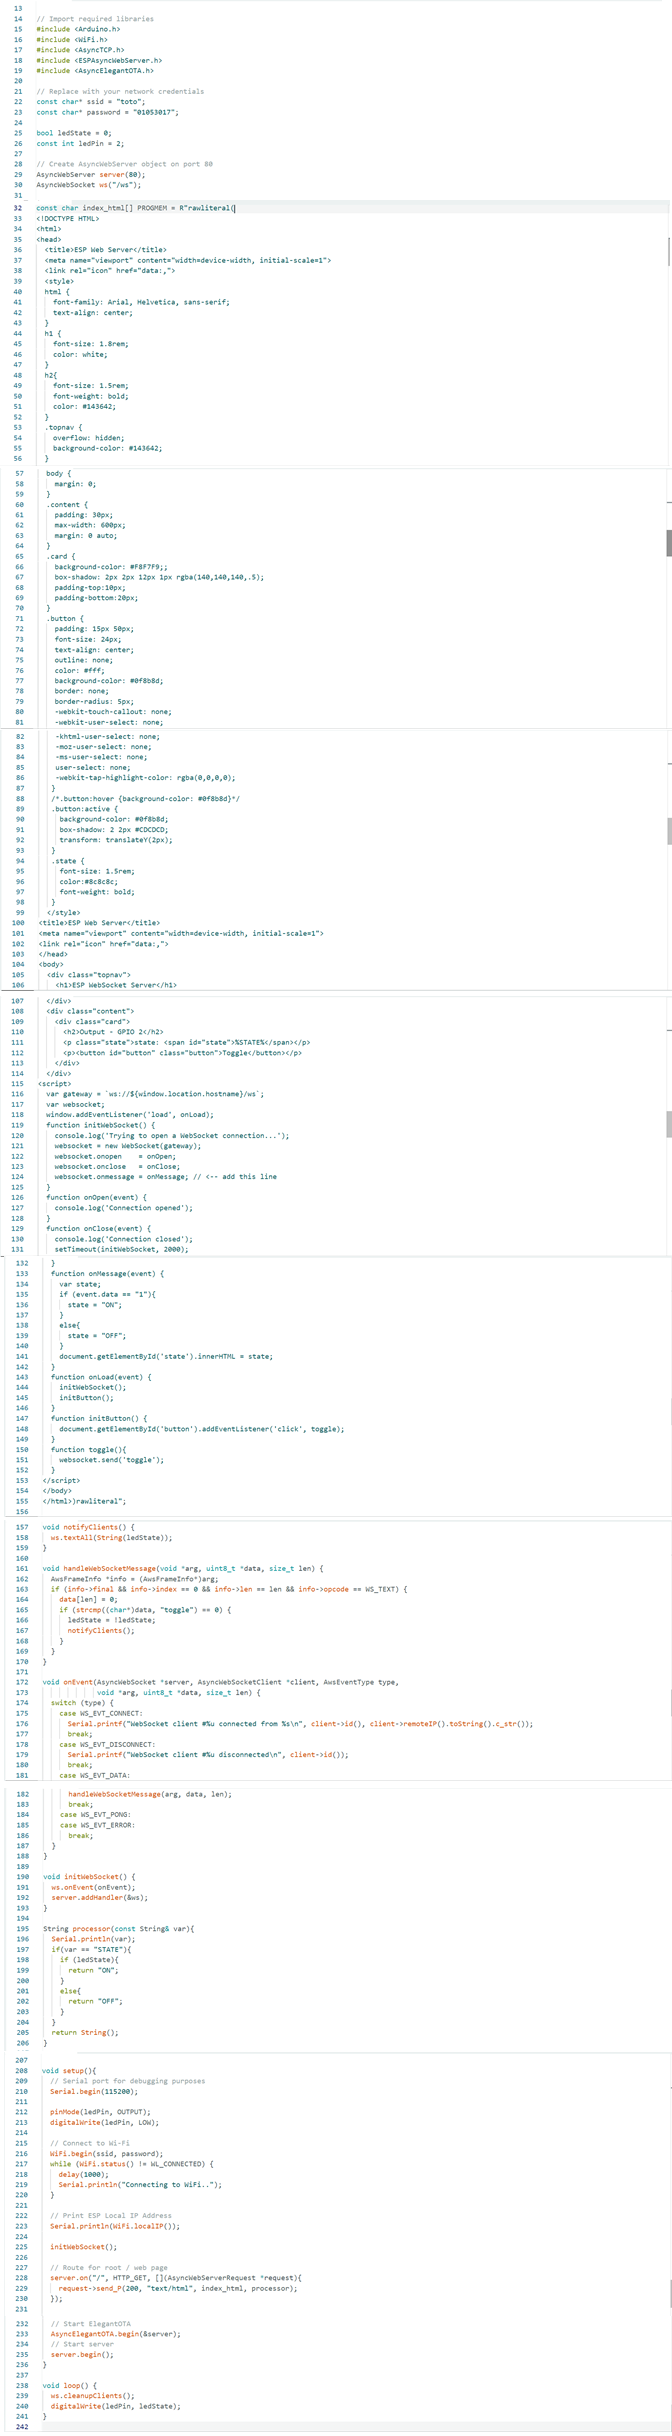 13
14 // Import required libraries
15 #include <Arduino.h>
16 #include <WiFi.h>
17 #include <AsyncTCP.h>
18 #include <ESPAsyncWebServer.h>
19 #include <AsyncElegantOTA.h>
20
21 // Replace with your network credentials
22 const char* ssid = "toto";
23 const char* password = "01053017";
24
25 bool ledState = 0;
26 const int ledPin = 2;
27
28 // Create AsyncWebServer object on port 80
29 AsyncWebServer server(80);
30 AsyncWebSocket ws("/ws");
31
32 const char index_html[] PROGMEM = R"rawliteral(
33 <!DOCTYPE HTML>
34 <html>
35 <head>
36 <title>ESP Web Server</title>
37 <meta name="viewport" content="width=device-width, initial-scale=1">
38 <link rel="icon" href="data:,">
39 <style>
40 html {
41 font-family: Arial, Helvetica, sans-serif;
42 text-align: center;
43 }
44 h1 {
45 font-size: 1.8rem;
46 color: white;
47 }
48 h2{
49 font-size: 1.5rem;
50 font-weight: bold;
51 color: #143642;
52 }
53 .topnav {
54 overflow: hidden;
55 background-color: #143642;
56 }
57 body {
58 margin: 0;
59 }
60 .content {
61 padding: 30px;
62 max-width: 600px;
63 margin: 0 auto;
64 }
65 .card {
66 background-color: #F8F7F9;;
67 box-shadow: 2px 2px 12px 1px rgba(140,140,140,.5);
68 padding-top:10px;
69 padding-bottom:20px;
70 }
71 .button {
72 padding: 15px 50px;
73 font-size: 24px;
74 text-align: center;
75 outline: none;
76 color: #fff;
77 background-color: #0f8b8d;
78 border: none;
79 border-radius: 5px;
80 -webkit-touch-callout: none;
81 -webkit-user-select: none;
82 -khtml-user-select: none;
83 -moz-user-select: none;
84 -ms-user-select: none;
85 user-select: none;
86 -webkit-tap-highlight-color: rgba(0,0,0,0);
87 }
88 /*.button:hover {background-color: #0f8b8d}*/
89 .button:active {
90 background-color: #0f8b8d;
91 box-shadow: 2 2px #CDCDCD;
92 transform: translateY(2px);
93 }
94 .state {
95 font-size: 1.5rem;
96 color:#8c8c8c;
97 font-weight: bold;
98 }
99 </style>
100 <title>ESP Web Server</title>
101 <meta name="viewport" content="width=device-width, initial-scale=1">
102 <link rel="icon" href="data:,">
103 </head>
104 <body>
105 <div class="topnav">
106 <h1>ESP WebSocket Server</h1>
107 </div>
108 <div class="content">
109 <div class="card">
110 <h2>Output - GPIO 2</h2>
111 <p class="state">state: <span id="state">%STATE%</span></p>
112 <p><button id="button" class="button">Toggle</button></p>
113 </div>
114 </div>
115 <script>
116 var gateway = `ws://${window.location.hostname}/ws`;
117 var websocket;
118 window.addEventListener('load', onLoad);
119 function initWebSocket() {
120 console.log('Trying to open a WebSocket connection...');
121 websocket = new WebSocket(gateway);
122 websocket.onopen    = onOpen;
123 websocket.onclose   = onClose;
124 websocket.onmessage = onMessage; // <-- add this line
125 }
126 function onOpen(event) {
127 console.log('Connection opened');
128 }
129 function onClose(event) {
130 console.log('Connection closed');
131 setTimeout(initWebSocket, 2000);
132 }
133 function onMessage(event) {
134 var state;
135 if (event.data == "1"){
136 state = "ON";
137 }
138 else{
139 state = "OFF";
140 }
141 document.getElementById('state').innerHTML = state;
142 }
143 function onLoad(event) {
144 initWebSocket();
145 initButton();
146 }
147 function initButton() {
148 document.getElementById('button').addEventListener('click', toggle);
149 }
150 function toggle(){
151 websocket.send('toggle');
152 }
153 </script>
154 </body>
155 </html>)rawliteral";
156
157 void notifyClients() {
158 ws.textAll(String(ledState));
159 }
160
161 void handleWebSocketMessage(void *arg, uint8_t *data, size_t len) {
162 AwsFrameInfo *info = (AwsFrameInfo*)arg;
163 if (info->final && info->index == 0 && info->len == len && info->opcode == WS_TEXT) {
164 data[len] = 0;
165 if (strcmp((char*)data, "toggle") == 0) {
166 ledState = !ledState;
167 notifyClients();
168 }
169 }
170 }
171
172 void onEvent(AsyncWebSocket *server, AsyncWebSocketClient *client, AwsEventType type,
173 void *arg, uint8_t *data, size_t len) {
174 switch (type) {
175 case WS_EVT_CONNECT:
176 Serial.printf("WebSocket client #%u connected from %s\n", client->id(), client->remoteIP().toString().c_str());
177 break;
178 case WS_EVT_DISCONNECT:
179 Serial.printf("WebSocket client #%u disconnected\n", client->id());
180 break;
181 case WS_EVT_DATA:
182 handleWebSocketMessage(arg, data, len);
183 break;
184 case WS_EVT_PONG:
185 case WS_EVT_ERROR:
186 break;
187 }
188 }
189
190 void initWebSocket() {
191 ws.onEvent(onEvent);
192 server.addHandler(&ws);
193 }
194
195 String processor(const String& var){
196 Serial.println(var);
197 if(var == "STATE"){
198 if (ledState){
199 return "ON";
200 }
201 else{
202 return "OFF";
203 }
204 }
205 return String();
206 }
207
208 void setup(){
209 // Serial port for debugging purposes
210 Serial.begin(115200);
211
212 pinMode(ledPin, OUTPUT);
213 digitalWrite(ledPin, LOW);
214
215 // Connect to Wi-Fi
216 WiFi.begin(ssid, password);
217 while (WiFi.status() != WL_CONNECTED) {
218 delay(1000);
219 Serial.println("Connecting to WiFi..");
220 }
221
222 // Print ESP Local IP Address
223 Serial.println(WiFi.localIP());
224
225 initWebSocket();
226
227 // Route for root / web page
228 server.on("/", HTTP_GET, [](AsyncWebServerRequest *request){
229 request->send_P(200, "text/html", index_html, processor);
230 });
231
232 // Start ElegantOTA
233 AsyncElegantOTA.begin(&server);
234 // Start server
235 server.begin();
236 }
237
238 void loop() {
239 ws.cleanupClients();
240 digitalWrite(ledPin, ledState);
241 }
242